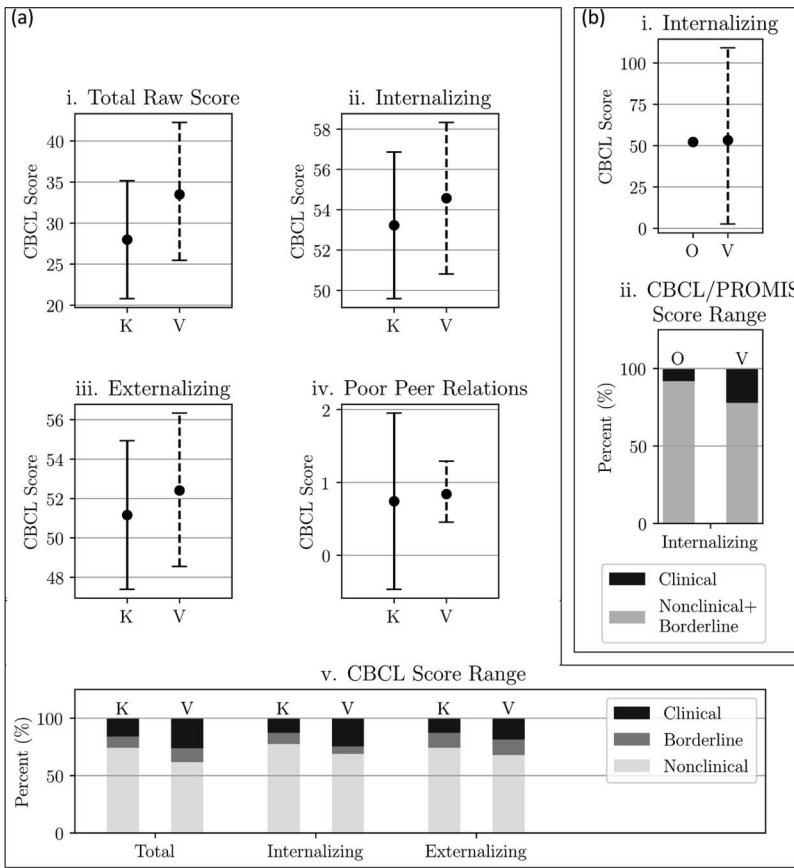 (a)
i. Total Raw Score
CBCL Score
40
35
30
25
20
K V
ii. Internalizing
CBCL Score
58
56
54
52
50
K V
iii. Externalizing
CBCL Score
56
54
52
50
48
K V
iv. Poor Peer Relations
CBCL Score
2
1
0
K V
v. CBCL Score Range
Percent (%)
100
50
0
K V K V K V
Total Internalizing Externalizing
Clinical
Borderline
Nonclinical
(b)
i. Internalizing
CBCL Score
100
75
50
25
0
O V
ii. CBCL/PROMIS
Score Range
Percent (%)
100
50
0
O V
Internalizing
Clinical
Nonclinical+
Borderline